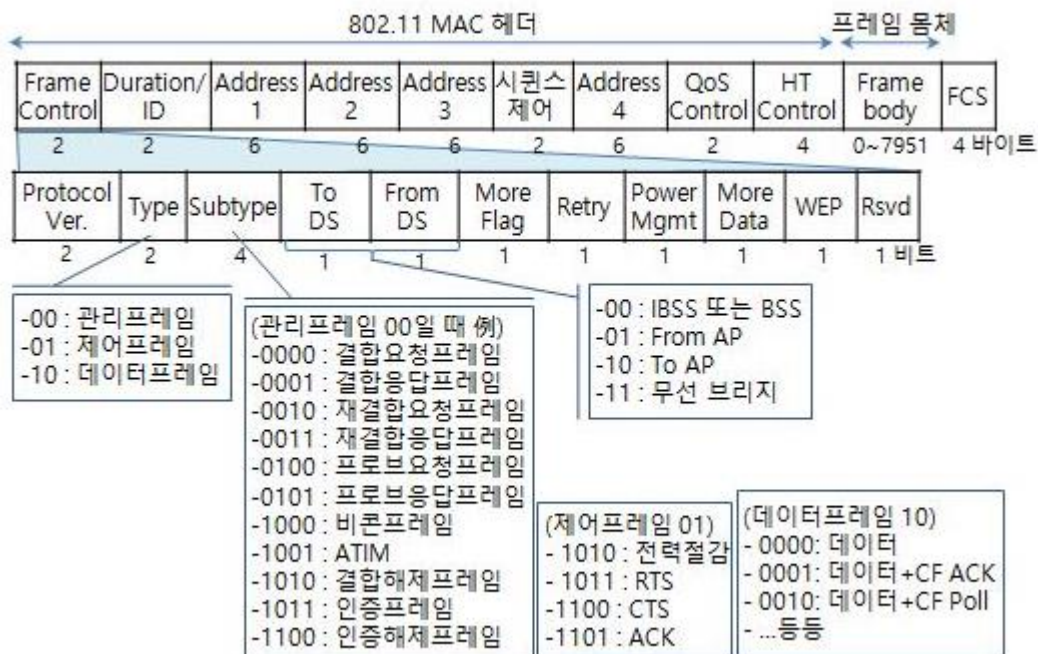 802.11 MAC 헤더 프레임 몸체
Frame Control Duration/ID Address 1 Address 2 Address 3 시퀀스 제어 Address 4 QoS Control HT Control Frame body FCS
2 2 6 6 6 2 6 2 4 0~7951 4 바이트
Protocol Ver. Type Subtype To DS From DS More Flag Retry Power Mgmt More Data WEP Rsvd
2 2 4 1 1 1 1 1 1 1 1 비트
-00 : 관리프레임
-01 : 제어프레임
-10 : 데이터프레임
(관리프레임 00일 때 例)
-0000 : 결합요청프레임
-0001 : 결합응답프레임
-0010 : 재결합요청프레임
-0011 : 재결합응답프레임
-0100 : 프로브요청프레임
-0101 : 프로브응답프레임
-1000 : 비콘프레임
-1001 : ATIM
-1010 : 결합해제프레임
-1011 : 인증프레임
-1100 : 인증해제프레임
-00 : IBSS 또는 BSS
-01 : From AP
-10 : To AP
-11 : 무선 브리지
(제어프레임 01)
- 1010 : 전력절감
- 1011 : RTS
-1100 : CTS
-1101 : ACK
(데이터프레임 10)
- 0000: 데이터
- 0001: 데이터+CF ACK
- 0010: 데이터+CF Poll
- ...등등